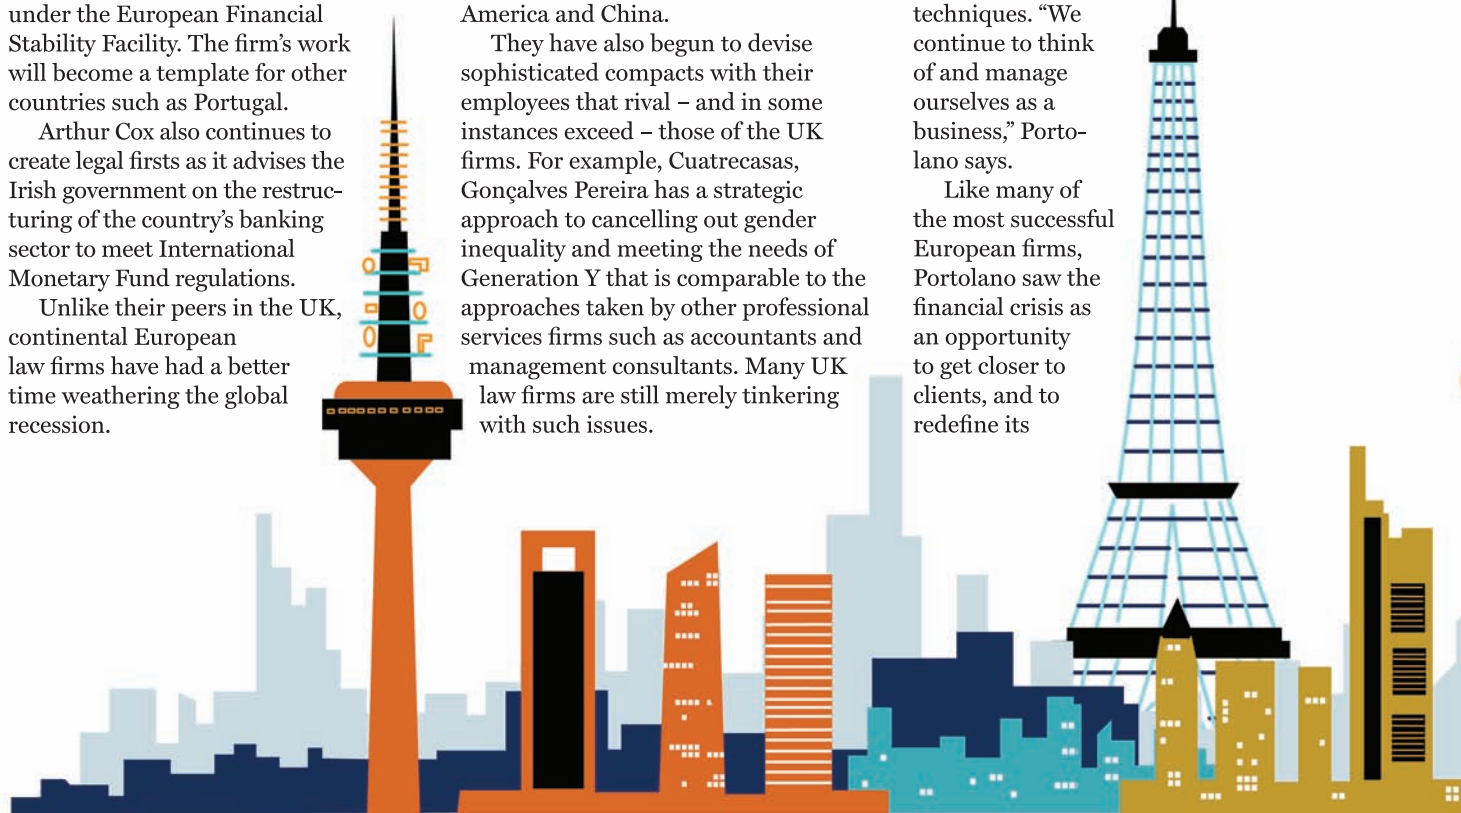 under the European Financial
Stability Facility. The firm’s work
will become a template for other
countries such as Portugal.
Arthur Cox also continues to
create legal firsts as it advises the
Irish government on the restruc-
turing of the country’s banking
sector to meet International
Monetary Fund regulations.
Unlike their peers in the UK,
continental European
law firms have had a better
time weathering the global
recession.
America and China.
They have also begun to devise
sophisticated compacts with their
employees that rival – and in some
instances exceed – those of the UK
firms. For example, Cuatrecasas,
Gonçalves Pereira has a strategic
approach to cancelling out gender
inequality and meeting the needs of
Generation Y that is comparable to the
approaches taken by other professional
services firms such as accountants and
management consultants. Many UK
law firms are still merely tinkering
with such issues.
techniques. “We
continue to think
of and manage
ourselves as a
business,” Porto-
lano says.
Like many of
the most successful
European firms,
Portolano saw the
financial crisis as
an opportunity
to get closer to
clients, and to
redefine its